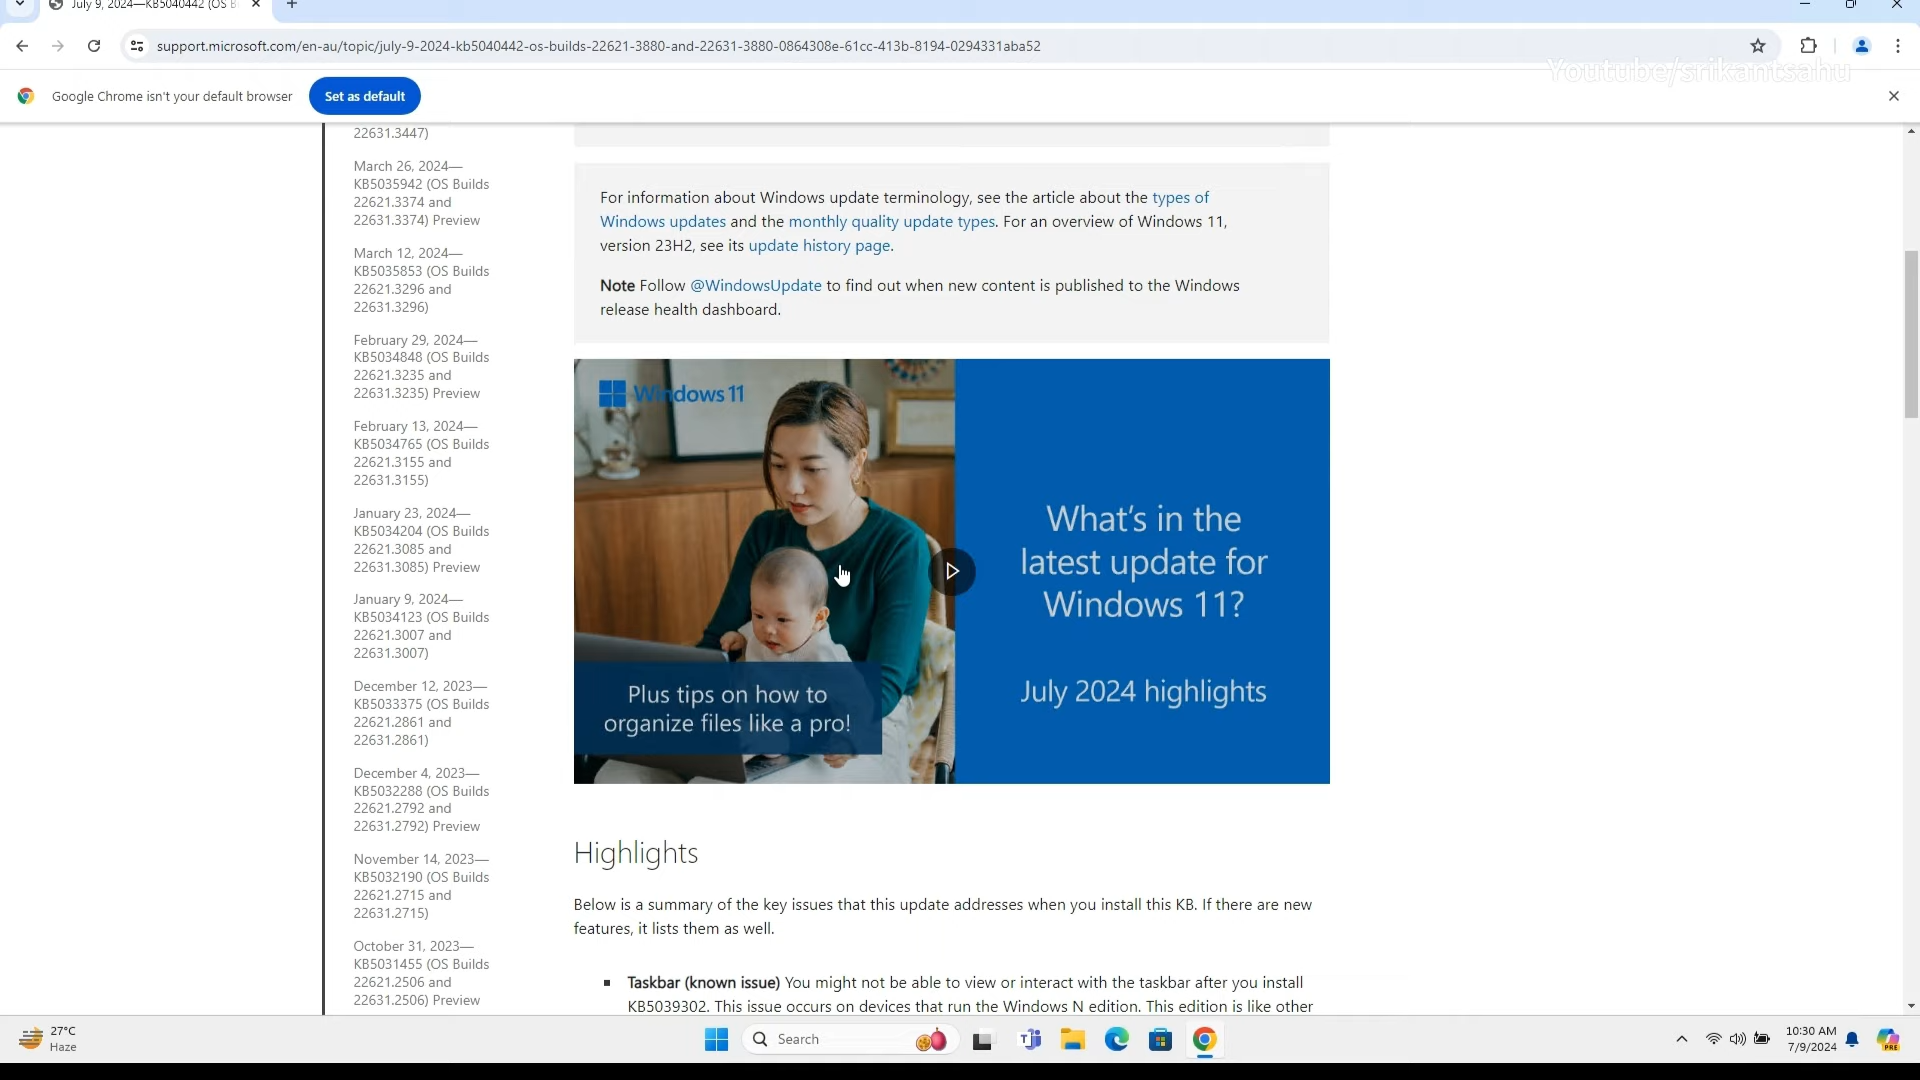 July 9, 2024—KB5040442 (OS B
support.microsoft.com/en-au/topic/july-9-2024-kb5040442-os-builds-22621-3880-and-22631-3880-0864308e-61cc-413b-8194-0294331aba52
Youtube/srikantsahu
Google Chrome isn't your default browser
Set as default
22631.3447)
March 26, 2024—
KB5035942 (OS Builds
22621.3374 and
22631.3374) Preview
March 12, 2024—
KB5035853 (OS Builds
22621.3296 and
22631.3296)
February 29, 2024—
KB5034848 (OS Builds
22621.3235 and
22631.3235) Preview
February 13, 2024—
KB5034765 (OS Builds
22621.3155 and
22631.3155)
January 23, 2024—
KB5034204 (OS Builds
22621.3085 and
22631.3085) Preview
January 9, 2024—
KB5034123 (OS Builds
22621.3007 and
22631.3007)
December 12, 2023—
KB5033375 (OS Builds
22621.2861 and
22631.2861)
December 4, 2023—
KB5032288 (OS Builds
22621.2792 and
22631.2792) Preview
November 14, 2023—
KB5032190 (OS Builds
22621.2715 and
22631.2715)
October 31, 2023—
KB5031455 (OS Builds
22621.2506 and
22631.2506) Preview
For information about Windows update terminology, see the article about the types of
Windows updates and the monthly quality update types. For an overview of Windows 11,
version 23H2, see its update history page.
Note Follow @WindowsUpdate to find out when new content is published to the Windows
release health dashboard.
Windows 11
What's in the
latest update for
Windows 11?
July 2024 highlights
Plus tips on how to
organize files like a pro!
Highlights
Below is a summary of the key issues that this update addresses when you install this KB. If there are new
features, it lists them as well.
Taskbar (known issue) You might not be able to view or interact with the taskbar after you install
KB5039302. This issue occurs on devices that run the Windows N edition. This edition is like other
27°C
Haze
Search
10:30 AM
7/9/2024
PRE